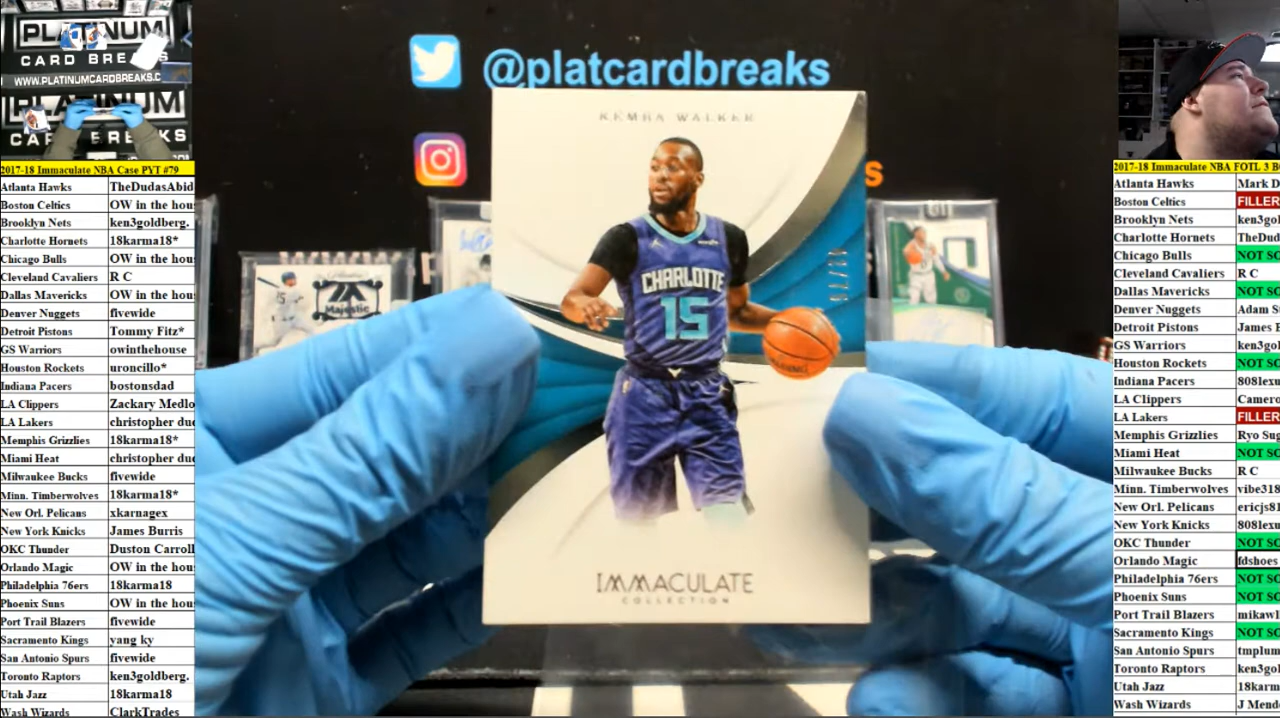 PLATINUM
CARD BREAKS
WWW.PLATINUMCARDBREAKS.C
PLATINUM
CARD BREAKS
@platcardbreaks
s
KEMBA WALKER
CHARLOTTE
15
IMMACULATE
COLLECTION
Majestic
2017-18 Immaculate NBA Case PYT #79
Atlanta Hawks TheDudasAbid
Boston Celtics OW in the hou
Brooklyn Nets ken3goldberg.
Charlotte Hornets 18karma18*
Chicago Bulls OW in the hou
Cleveland Cavaliers R C
Dallas Mavericks OW in the hou
Denver Nuggets fivewide
Detroit Pistons Tommy Fitz*
GS Warriors owinthehouse
Houston Rockets uroncillo*
Indiana Pacers bostonsdad
LA Clippers Zackary Medlo
LA Lakers christopher due
Memphis Grizzlies 18karma18*
Miami Heat christopher due
Milwaukee Bucks fivewide
Minn. Timberwolves 18karma18*
New Orl. Pelicans xkarnagex
New York Knicks James Burris
OKC Thunder Duston Carroll
Orlando Magic OW in the hou
Philadelphia 76ers 18karma18
Phoenix Suns OW in the hou
Port Trail Blazers fivewide
Sacramento Kings yang ky
San Antonio Spurs fivewide
Toronto Raptors ken3goldberg.
Utah Jazz 18karma18
Wash Wizards ClarkTrades
2017-18 Immaculate NBA FOTL 3 B
Atlanta Hawks Mark D
Boston Celtics FILLER
Brooklyn Nets ken3gol
Charlotte Hornets TheDud
Chicago Bulls NOT SO
Cleveland Cavaliers R C
Dallas Mavericks NOT SO
Denver Nuggets Adam S
Detroit Pistons James B
GS Warriors ken3gol
Houston Rockets NOT SO
Indiana Pacers 808lexu
LA Clippers Camero
LA Lakers FILLER
Memphis Grizzlies Ryo Sug
Miami Heat NOT SO
Milwaukee Bucks R C
Minn. Timberwolves vibe318
New Orl. Pelicans ericjs81
New York Knicks 808lexu
OKC Thunder NOT SO
Orlando Magic fdshoes
Philadelphia 76ers NOT SO
Phoenix Suns NOT SO
Port Trail Blazers mikawl
Sacramento Kings NOT SO
San Antonio Spurs tmplum
Toronto Raptors ken3gol
Utah Jazz 18karm
Wash Wizards J Mend